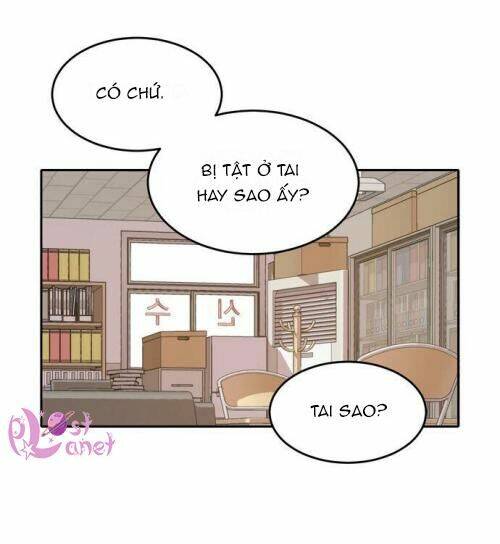 CÓ CHỨ.
BỊ TẬT Ở TAI
HAY SAO ẤY?
수 신
TAI SAO?
Lost
Planet